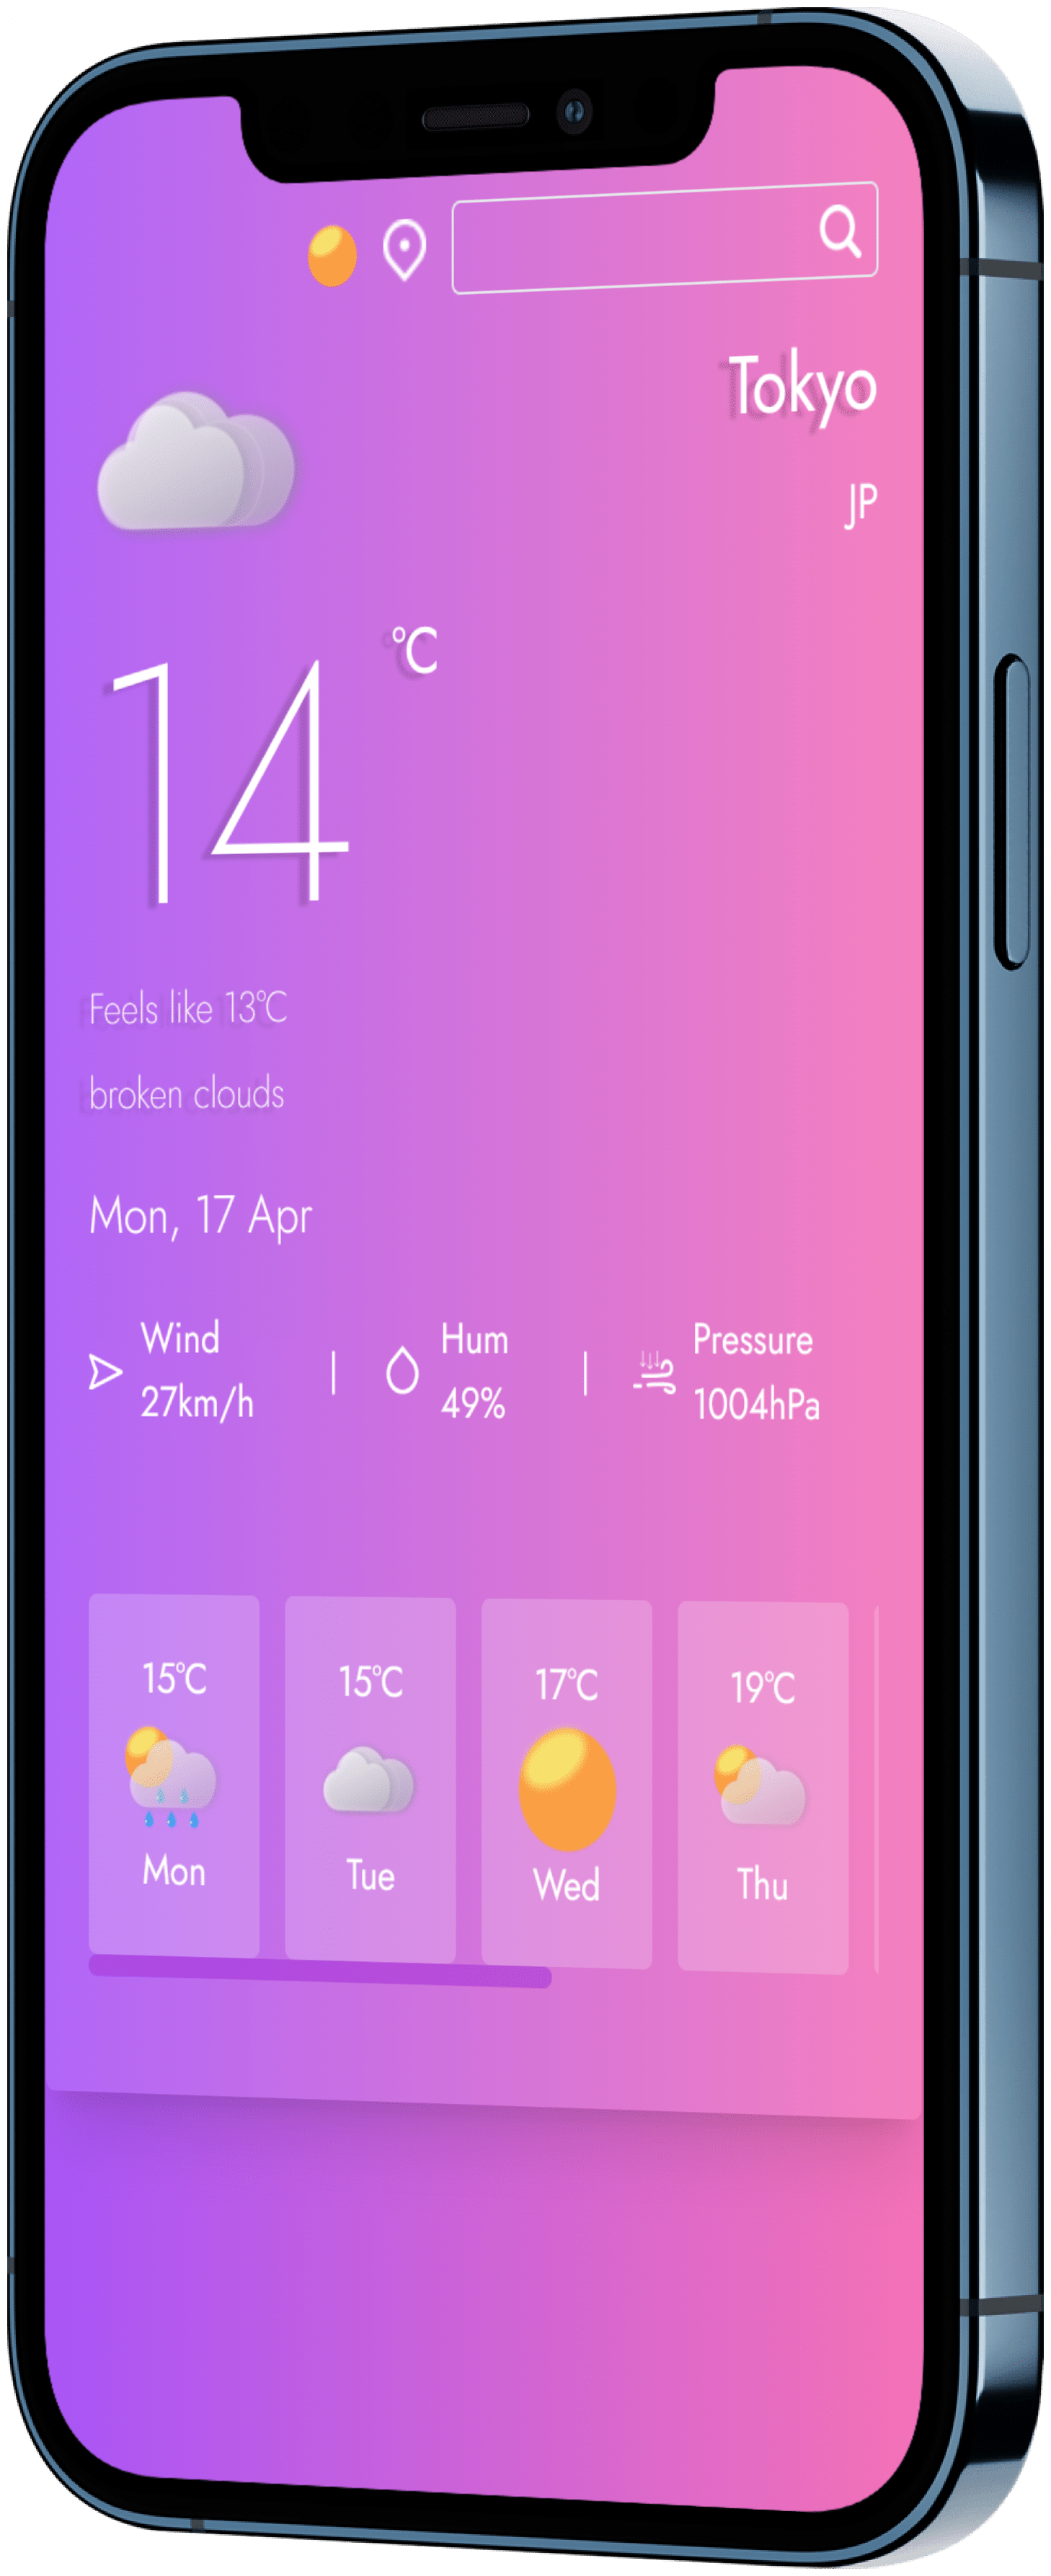 Tokyo
JP
14 °C
Feels like 13°C
broken clouds
Mon, 17 Apr
Wind
27km/h
|
Hum
49%
|
Pressure
1004hPa
15°C
Mon
15°C
Tue
17°C
Wed
19°C
Thu